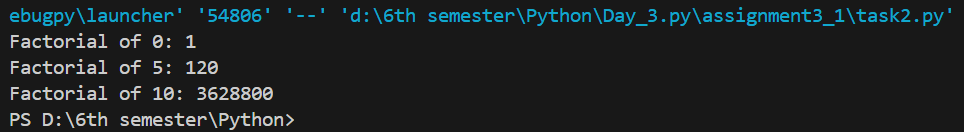 ebugpy\launcher' '54806' '--' 'd:\6th semester\Python\Day_3.py\assignment3_1\task2.py'
Factorial of 0: 1
Factorial of 5: 120
Factorial of 10: 3628800
PS D:\6th semester\Python>